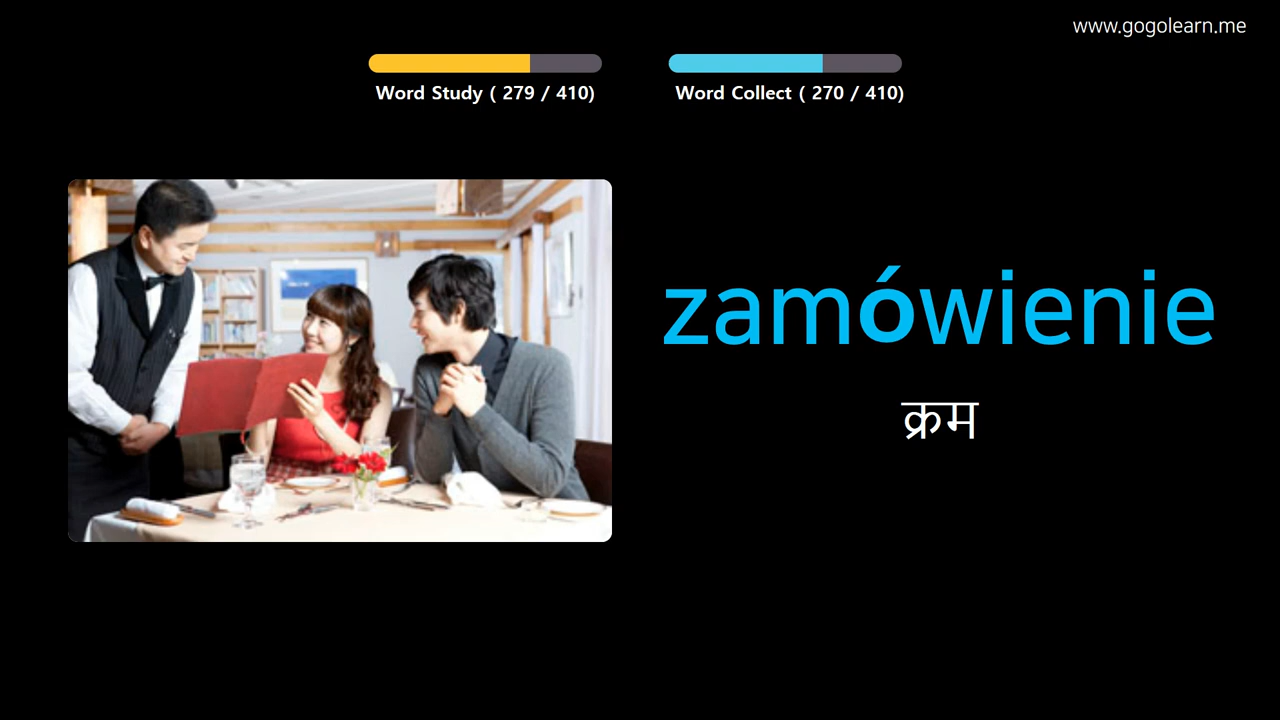 www.gogolearn.me
Word Study ( 279 / 410)
Word Collect ( 270 / 410)
zamówienie
क्रम